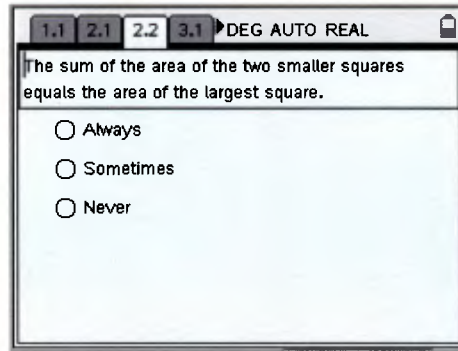 1.1 2.1 2.2 3.1 DEG AUTO REAL
The sum of the area of the two smaller squares
equals the area of the largest square.
Always
Sometimes
Never